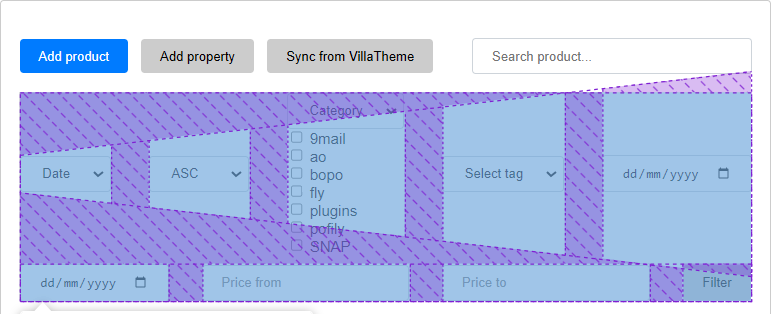 Add product Add property Sync from VillaTheme Search product...
Category
9mail
ao
bopo
Date ASC Select tag dd/mm/yyyy
fly
plugins
pofily
SNAP
dd/mm/yyyy Price from Price to Filter